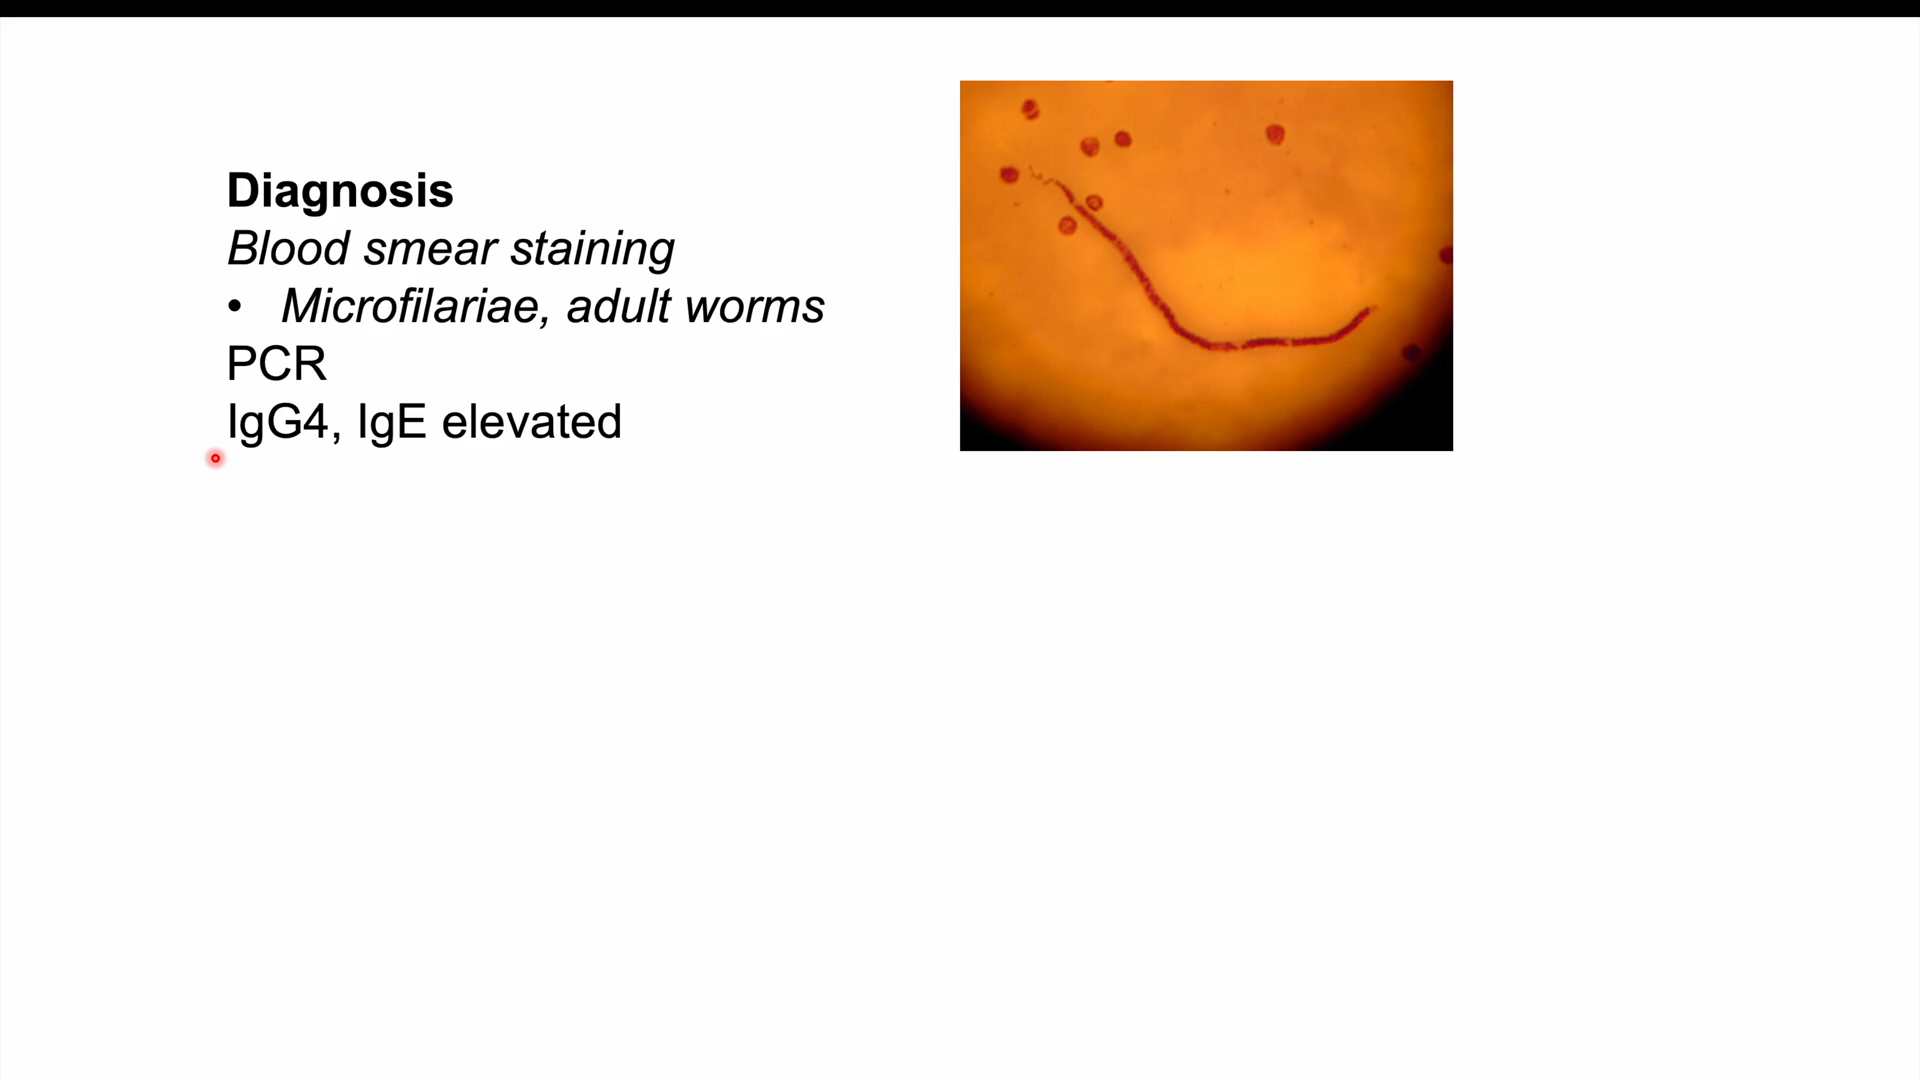 Diagnosis
Blood smear staining
• Microfilariae, adult worms
PCR
IgG4, IgE elevated